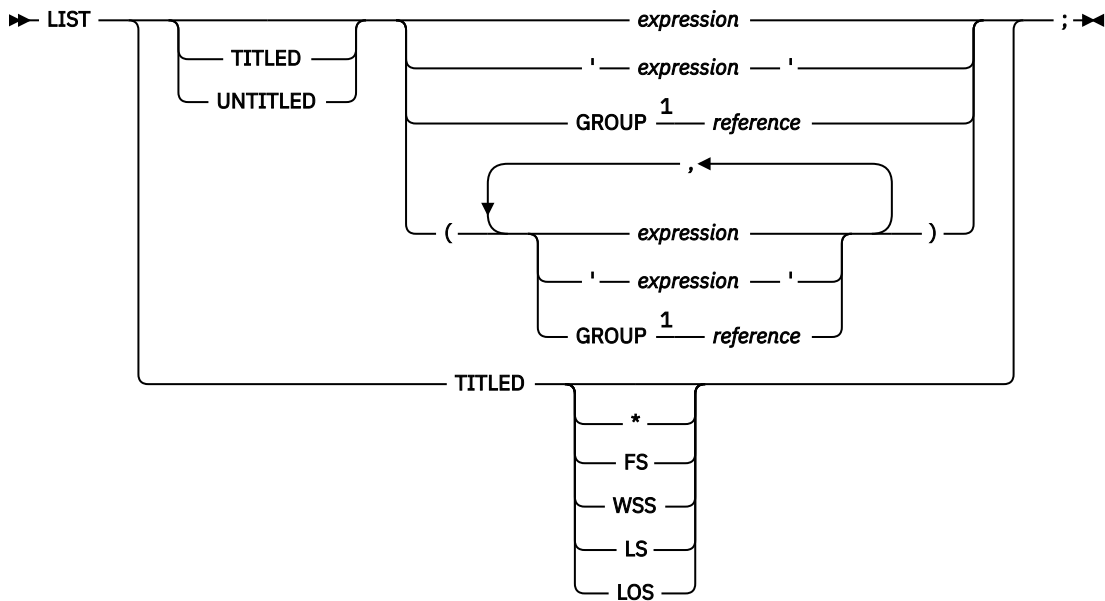 LIST expression ;
TITLED ' expression '
UNTITLED
GROUP 1 reference
,
( expression )
' expression '
GROUP 1 reference
TITLED
*
FS
WSS
LS
LOS